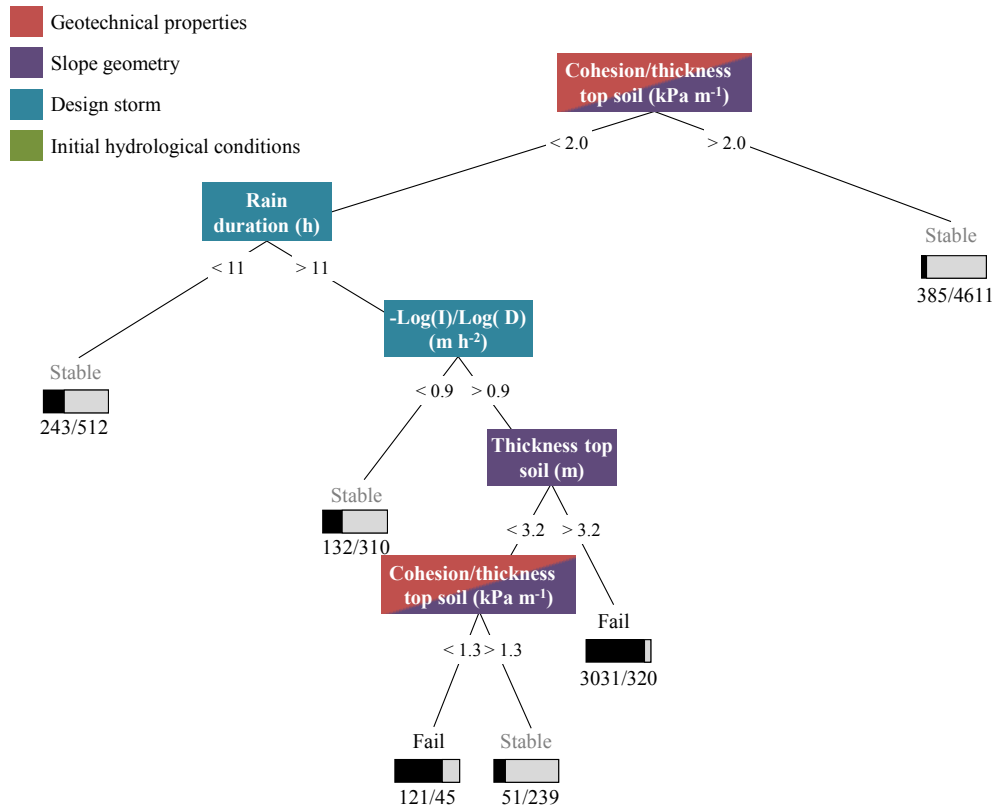 Geotechnical properties
Slope geometry
Design storm
Initial hydrological conditions
Cohesion/thickness
top soil (kPa m⁻¹)
< 2.0
> 2.0
Rain
duration (h)
Stable
385/4611
< 11
> 11
-Log(I)/Log( D)
(m h⁻²)
Stable
243/512
< 0.9
> 0.9
Thickness top
soil (m)
Stable
132/310
< 3.2
> 3.2
Cohesion/thickness
top soil (kPa m⁻¹)
Fail
3031/320
< 1.3
> 1.3
Fail
121/45
Stable
51/239